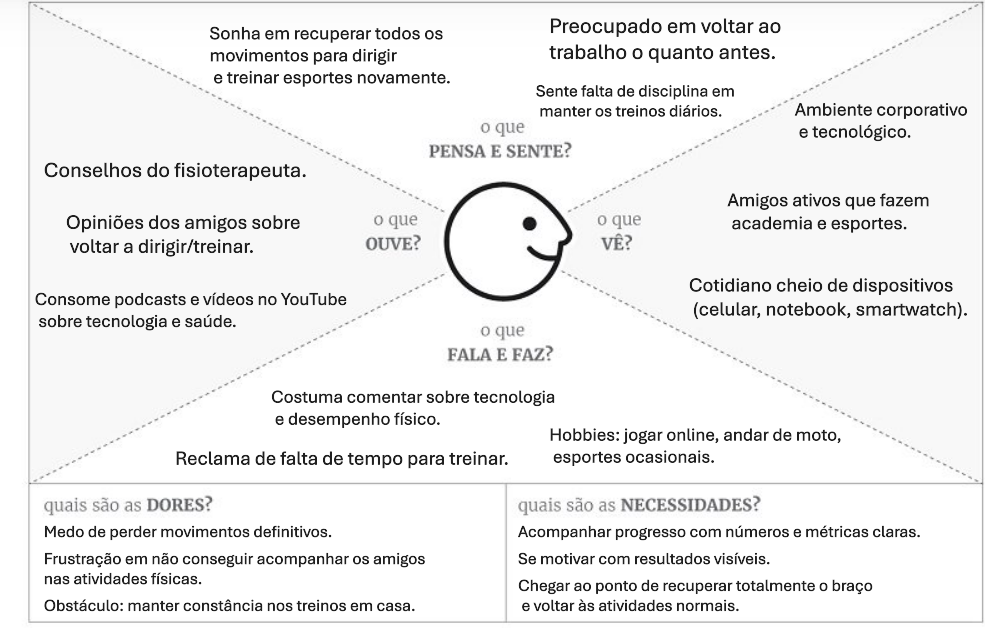 Sonha em recuperar todos os
movimentos para dirigir
e treinar esportes novamente.
Preocupado em voltar ao
trabalho o quanto antes.
Sente falta de disciplina em
manter os treinos diários.
o que
PENSA E SENTE?
Conselhos do fisioterapeuta.
Opiniões dos amigos sobre
voltar a dirigir/treinar.
Consome podcasts e vídeos no YouTube
sobre tecnologia e saúde.
o que
OUVE?
o que
VÊ?
Ambiente corporativo
e tecnológico.
Amigos ativos que fazem
academia e esportes.
Cotidiano cheio de dispositivos
(celular, notebook, smartwatch).
o que
FALA E FAZ?
Costuma comentar sobre tecnologia
e desempenho físico.
Reclama de falta de tempo para treinar.
Hobbies: jogar online, andar de moto,
esportes ocasionais.
quais são as DORES?
Medo de perder movimentos definitivos.
Frustração em não conseguir acompanhar os amigos
nas atividades físicas.
Obstáculo: manter constância nos treinos em casa.
quais são as NECESSIDADES?
Acompanhar progresso com números e métricas claras.
Se motivar com resultados visíveis.
Chegar ao ponto de recuperar totalmente o braço
e voltar às atividades normais.